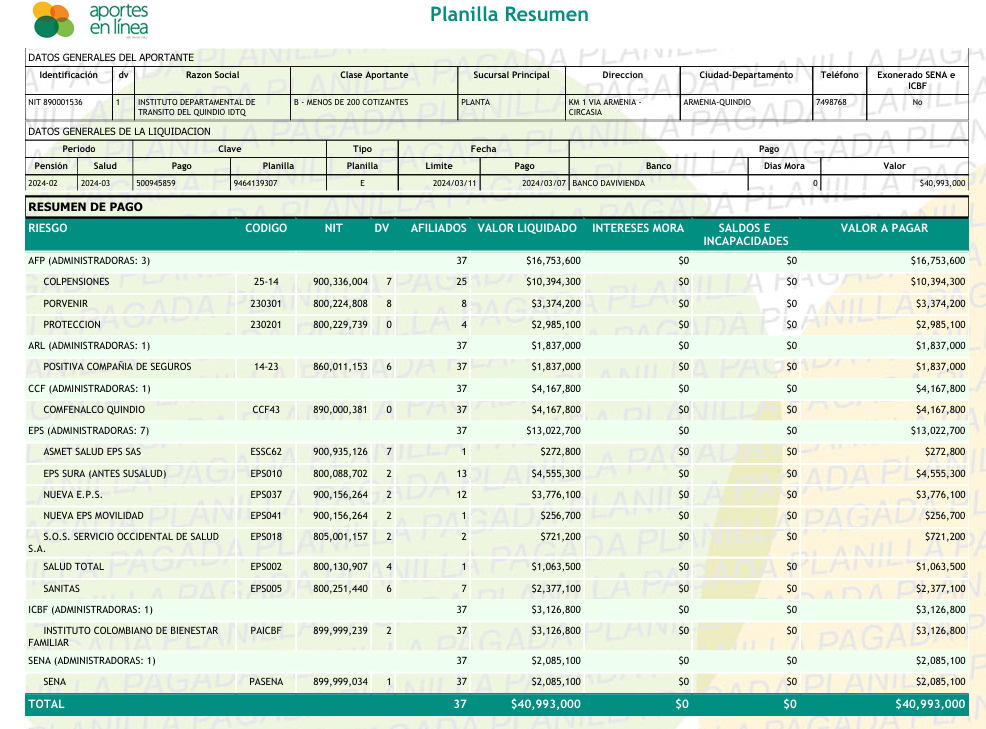 aportes
en línea
Planilla Resumen
DATOS GENERALES DEL APORTANTE
Identificación dv Razon Social Clase Aportante Sucursal Principal Direccion Ciudad-Departamento Teléfono Exonerado SENA e
ICBF
NIT 890001536 1 INSTITUTO DEPARTAMENTAL DE B - MENOS DE 200 COTIZANTES PLANTA KM 1 VIA ARMENIA - ARMENIA-QUINDIO 7498768 No
TRANSITO DEL QUINDIO IDTQ CIRCASIA
DATOS GENERALES DE LA LIQUIDACION
Periodo Clave Tipo Fecha Pago
Pensión Salud Pago Planilla Planilla Limite Pago Banco Dias Mora Valor
2024-02 2024-03 500945859 9464139307 E 2024/03/11 2024/03/07 BANCO DAVIVIENDA 0 $40,993,000
RESUMEN DE PAGO
RIESGO CODIGO NIT DV AFILIADOS VALOR LIQUIDADO INTERESES MORA SALDOS E VALOR A PAGAR
INCAPACIDADES
AFP (ADMINISTRADORAS: 3) 37 $16,753,600 $0 $0 $16,753,600
COLPENSIONES 25-14 900,336,004 7 25 $10,394,300 $0 $0 $10,394,300
PORVENIR 230301 800,224,808 8 8 $3,374,200 $0 $0 $3,374,200
PROTECCION 230201 800,229,739 0 4 $2,985,100 $0 $0 $2,985,100
ARL (ADMINISTRADORAS: 1) 37 $1,837,000 $0 $0 $1,837,000
POSITIVA COMPAÑIA DE SEGUROS 14-23 860,011,153 6 37 $1,837,000 $0 $0 $1,837,000
CCF (ADMINISTRADORAS: 1) 37 $4,167,800 $0 $0 $4,167,800
COMFENALCO QUINDIO CCF43 890,000,381 0 37 $4,167,800 $0 $0 $4,167,800
EPS (ADMINISTRADORAS: 7) 37 $13,022,700 $0 $0 $13,022,700
ASMET SALUD EPS SAS ESSC62 900,935,126 7 1 $272,800 $0 $0 $272,800
EPS SURA (ANTES SUSALUD) EPS010 800,088,702 2 13 $4,555,300 $0 $0 $4,555,300
NUEVA E.P.S. EPS037 900,156,264 2 12 $3,776,100 $0 $0 $3,776,100
NUEVA EPS MOVILIDAD EPS041 900,156,264 2 1 $256,700 $0 $0 $256,700
S.O.S. SERVICIO OCCIDENTAL DE SALUD EPS018 805,001,157 2 2 $721,200 $0 $0 $721,200
S.A.
SALUD TOTAL EPS002 800,130,907 4 1 $1,063,500 $0 $0 $1,063,500
SANITAS EPS005 800,251,440 6 7 $2,377,100 $0 $0 $2,377,100
ICBF (ADMINISTRADORAS: 1) 37 $3,126,800 $0 $0 $3,126,800
INSTITUTO COLOMBIANO DE BIENESTAR PAICBF 899,999,239 2 37 $3,126,800 $0 $0 $3,126,800
FAMILIAR
SENA (ADMINISTRADORAS: 1) 37 $2,085,100 $0 $0 $2,085,100
SENA PASENA 899,999,034 1 37 $2,085,100 $0 $0 $2,085,100
TOTAL 37 $40,993,000 $0 $0 $40,993,000